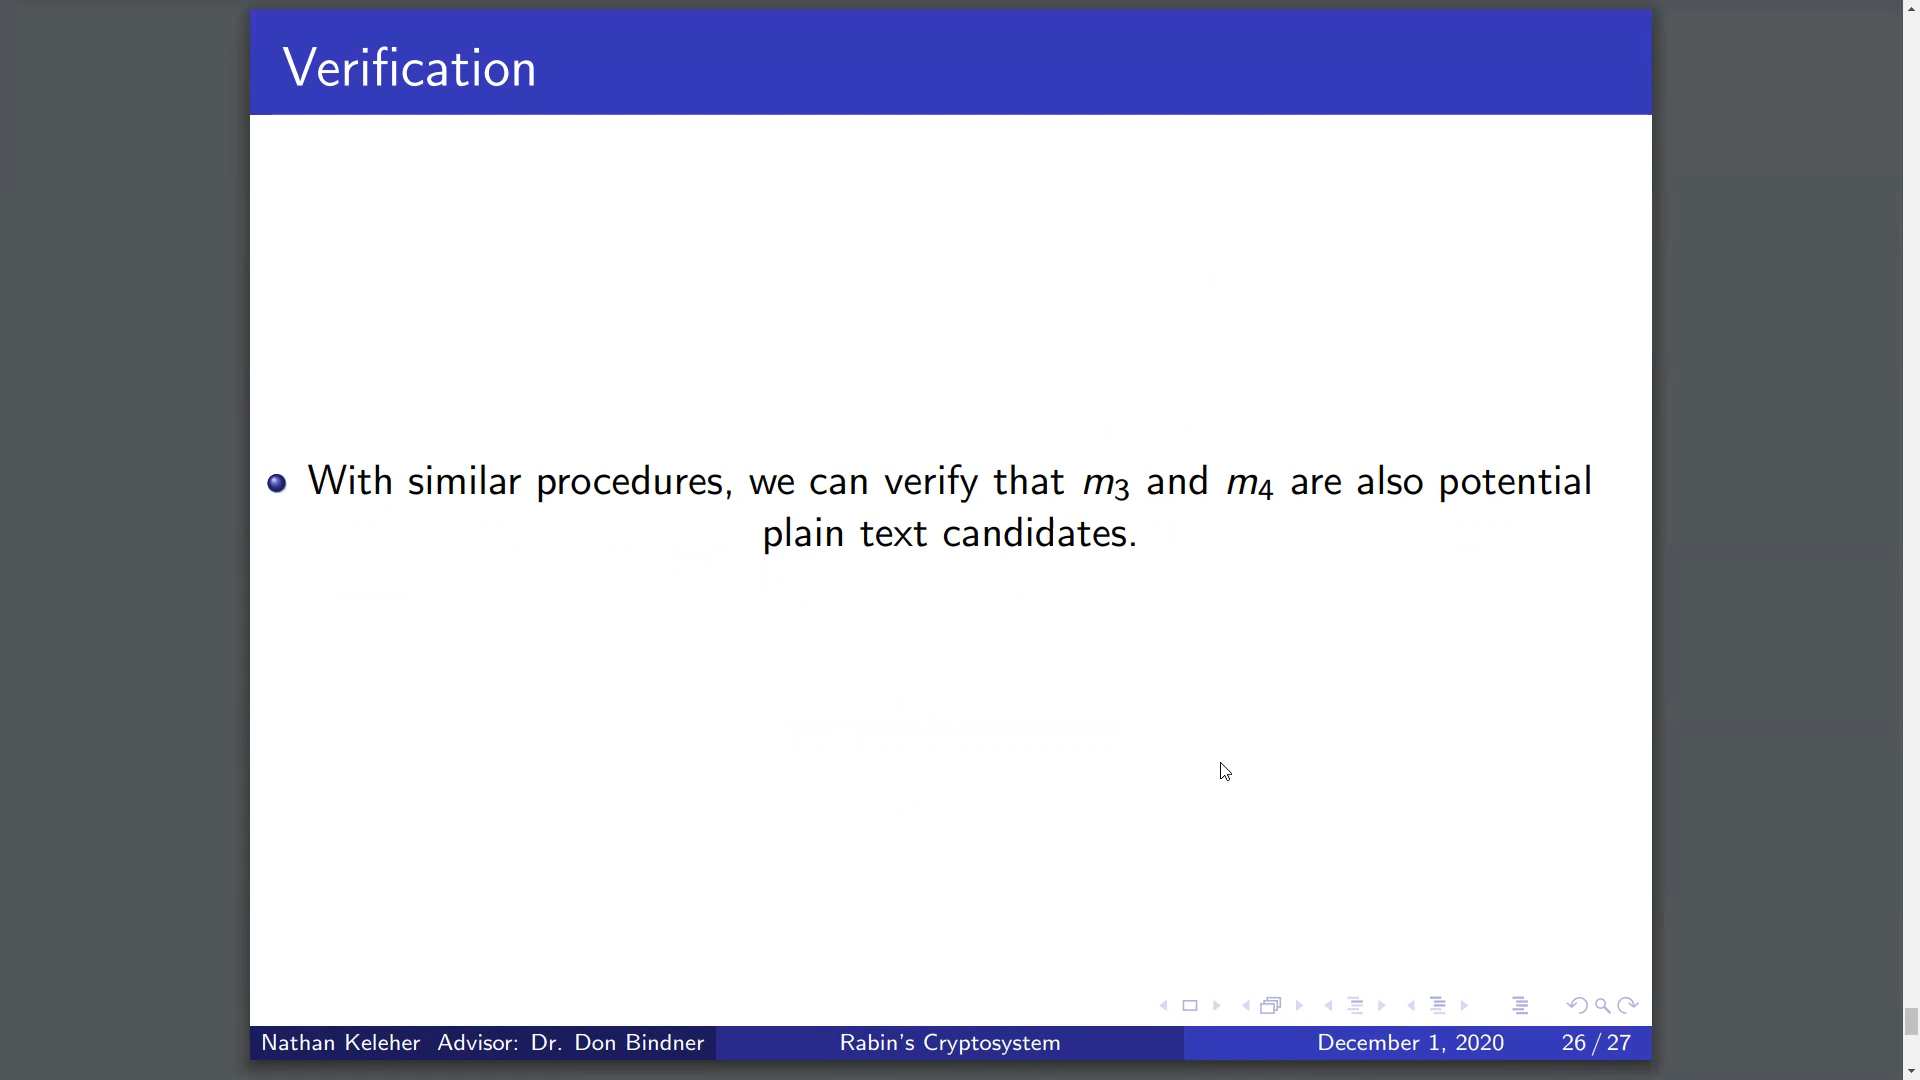 Verification
With similar procedures, we can verify that m₃ and m₄ are also potential
plain text candidates.
Nathan Keleher Advisor: Dr. Don Bindner Rabin's Cryptosystem December 1, 2020 26 / 27